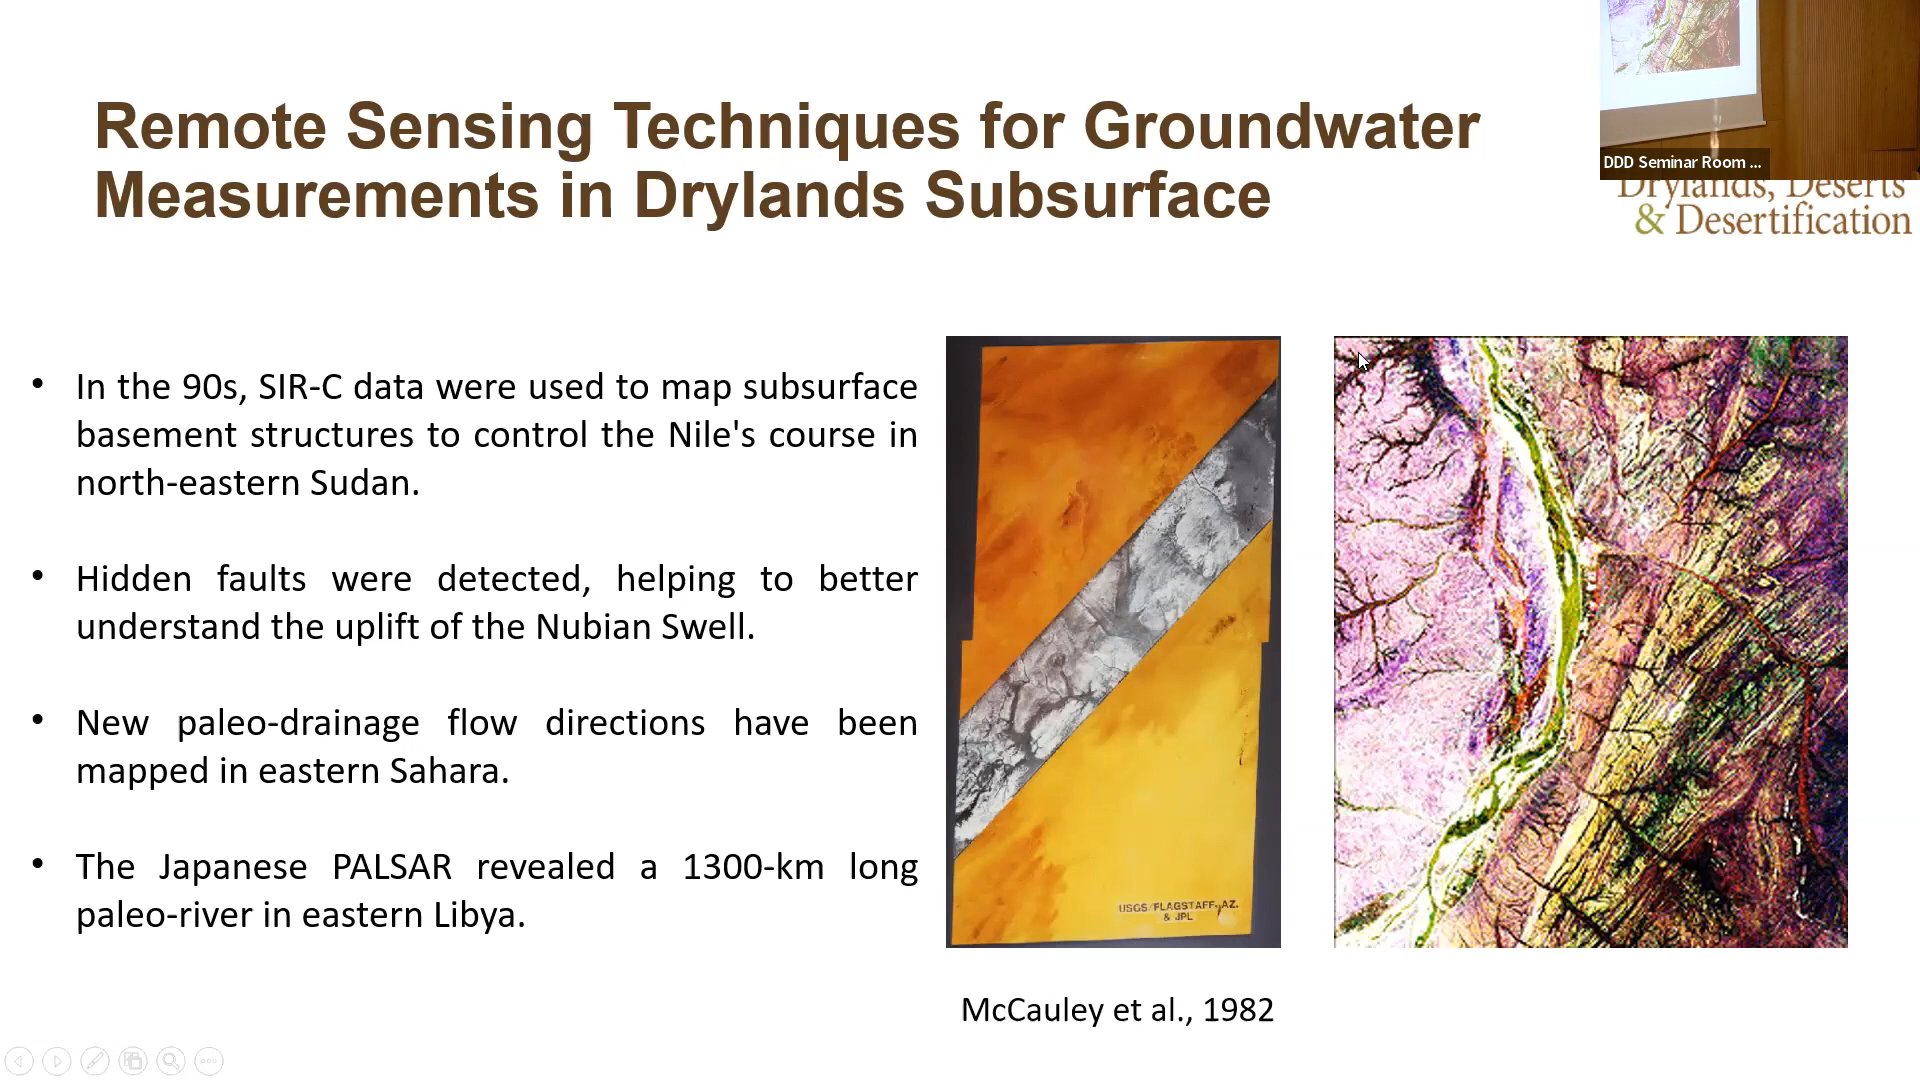 Remote Sensing Techniques for Groundwater
Measurements in Drylands Subsurface
DDD Seminar Room ...
Drylands, Deserts
& Desertification
• In the 90s, SIR-C data were used to map subsurface
basement structures to control the Nile's course in
north-eastern Sudan.
• Hidden faults were detected, helping to better
understand the uplift of the Nubian Swell.
• New paleo-drainage flow directions have been
mapped in eastern Sahara.
• The Japanese PALSAR revealed a 1300-km long
paleo-river in eastern Libya.
USGS/FLAGSTAFF, AZ.
& JPL
McCauley et al., 1982